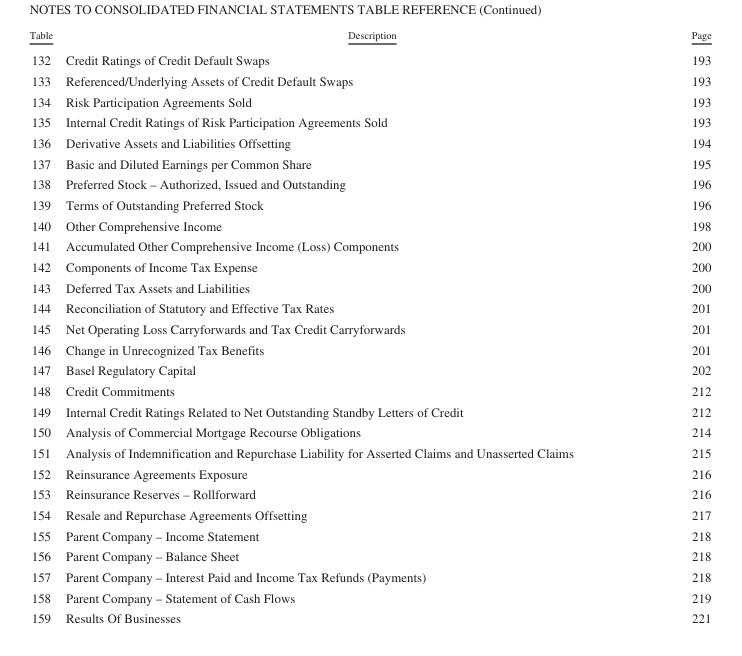 NOTES TO CONSOLIDATED FINANCIAL STATEMENTS TABLE REFERENCE (Continued)
Table Description Page
132 Credit Ratings of Credit Default Swaps 193
133 Referenced/Underlying Assets of Credit Default Swaps 193
134 Risk Participation Agreements Sold 193
135 Internal Credit Ratings of Risk Participation Agreements Sold 193
136 Derivative Assets and Liabilities Offsetting 194
137 Basic and Diluted Earnings per Common Share 195
138 Preferred Stock – Authorized, Issued and Outstanding 196
139 Terms of Outstanding Preferred Stock 196
140 Other Comprehensive Income 198
141 Accumulated Other Comprehensive Income (Loss) Components 200
142 Components of Income Tax Expense 200
143 Deferred Tax Assets and Liabilities 200
144 Reconciliation of Statutory and Effective Tax Rates 201
145 Net Operating Loss Carryforwards and Tax Credit Carryforwards 201
146 Change in Unrecognized Tax Benefits 201
147 Basel Regulatory Capital 202
148 Credit Commitments 212
149 Internal Credit Ratings Related to Net Outstanding Standby Letters of Credit 212
150 Analysis of Commercial Mortgage Recourse Obligations 214
151 Analysis of Indemnification and Repurchase Liability for Asserted Claims and Unasserted Claims 215
152 Reinsurance Agreements Exposure 216
153 Reinsurance Reserves – Rollforward 216
154 Resale and Repurchase Agreements Offsetting 217
155 Parent Company – Income Statement 218
156 Parent Company – Balance Sheet 218
157 Parent Company – Interest Paid and Income Tax Refunds (Payments) 218
158 Parent Company – Statement of Cash Flows 219
159 Results Of Businesses 221